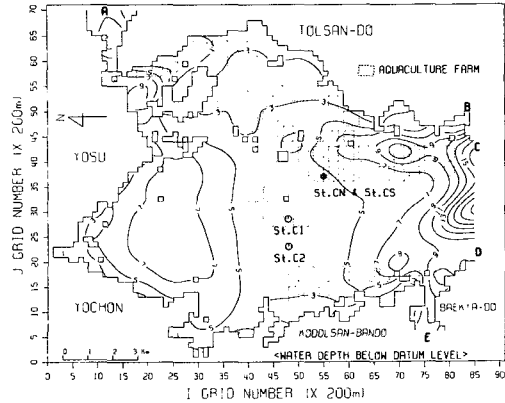 70
65
60
55
50
45
40
35
30
25
20
15
10
5
0
J GRID NUMBER (X 200m)
A
TOLSAN-DO
AQUACULTURE FARM
N
YOSU
YOCHON
B
C
D
E
St.CN & St.CS
St.C1
St.C2
BAEKYA-DO
KODOLSAN-BANDO
<WATER DEPTH BELOW DATUM LEVEL>
0 1 2 3 Km
0 5 10 15 20 25 30 35 40 45 50 55 60 65 70 75 80 85 90
I GRID NUMBER (X 200m)